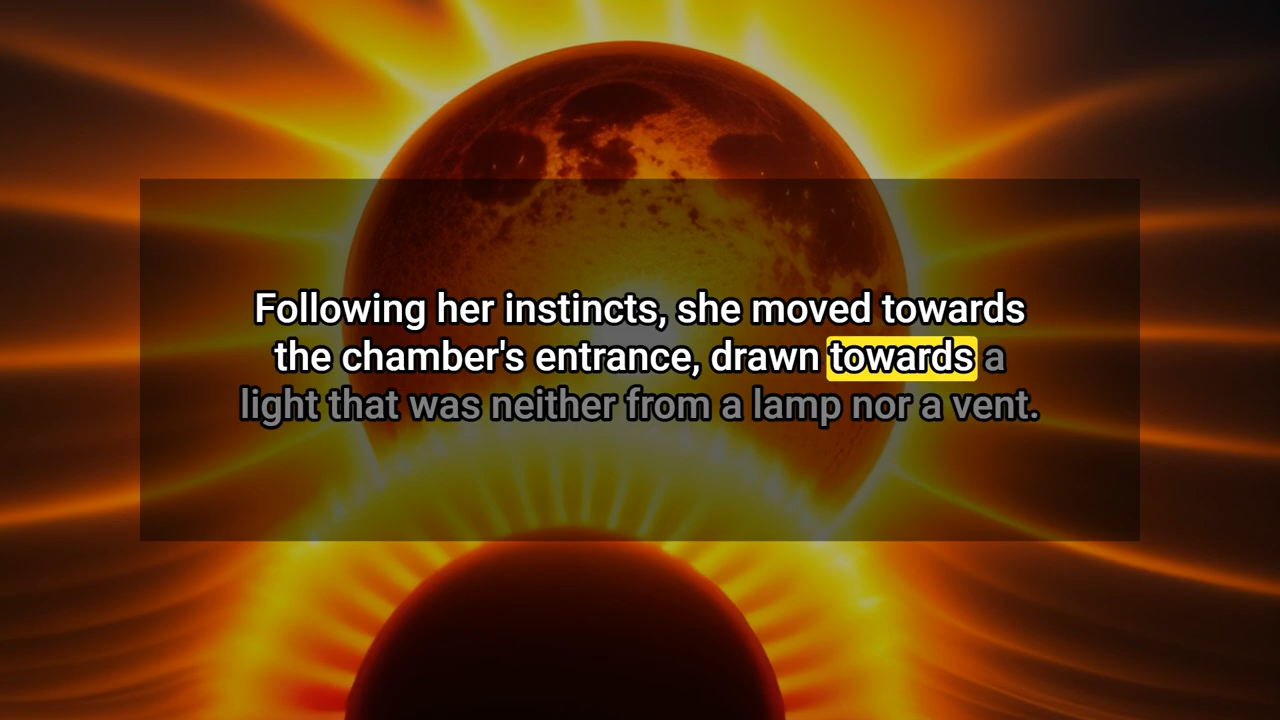 Following her instincts, she moved towards
the chamber's entrance, drawn towards a
light that was neither from a lamp nor a vent.